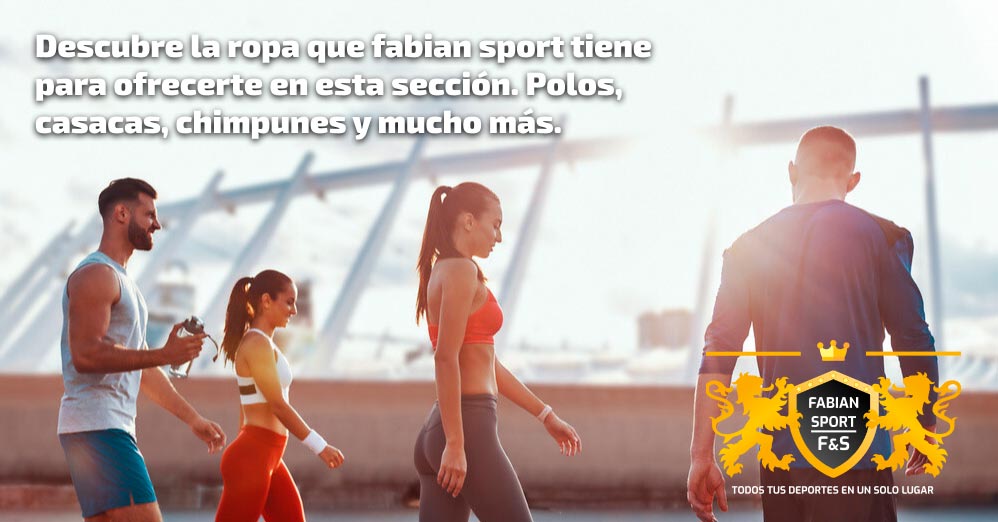 Descubre la ropa que fabian sport tiene
para ofrecerte en esta sección. Polos,
casacas, chimpunes y mucho más.
FABIAN
SPORT
F&S
TODOS TUS DEPORTES EN UN SOLO LUGAR